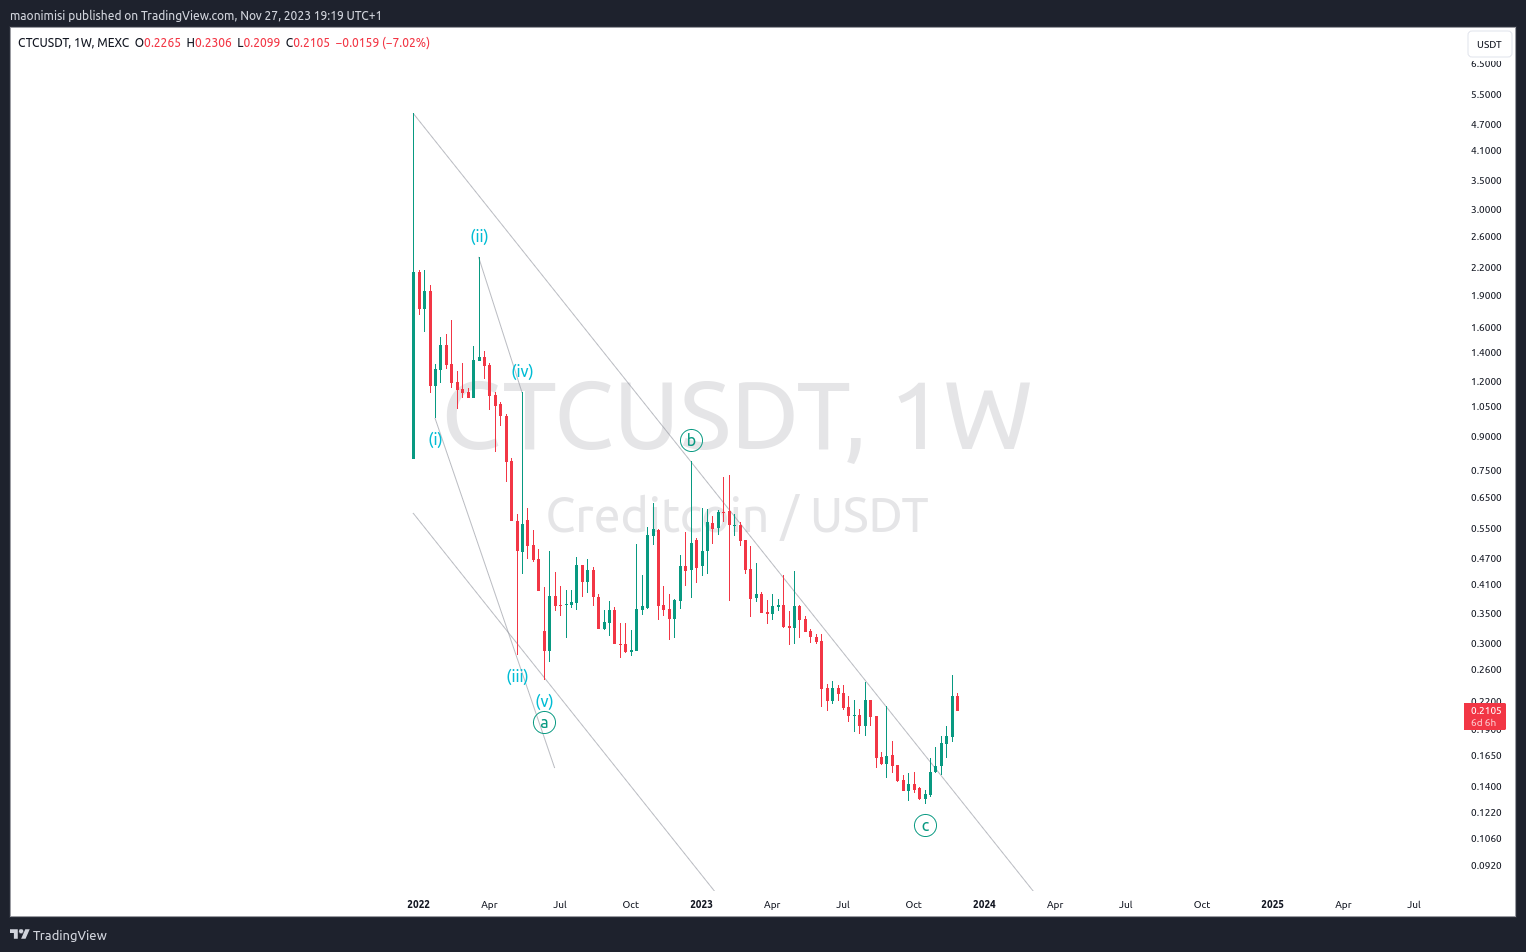 maonimisi published on TradingView.com, Nov 27, 2023 19:19 UTC+1
CTCUSDT, 1W, MEXC O0.2265 H0.2306 L0.2099 C0.2105 −0.0159 (−7.02%)
USDT
6.5000
5.5000
4.7000
4.1000
3.5000
3.0000
2.6000
2.2000
1.9000
1.6000
1.4000
1.2000
1.0500
0.9000
0.7500
0.6500
0.5500
0.4700
0.4100
0.3500
0.3000
0.2600
0.2200
0.2105
6d 6h
0.1900
0.1650
0.1400
0.1220
0.1060
0.0920
(ii)
(iv)
CTCUSDT, 1W
(i)
b
Creditcoin / USDT
(iii)
(v)
a
c
2022 Apr Jul Oct 2023 Apr Jul Oct 2024 Apr Jul Oct 2025 Apr Jul
TradingView